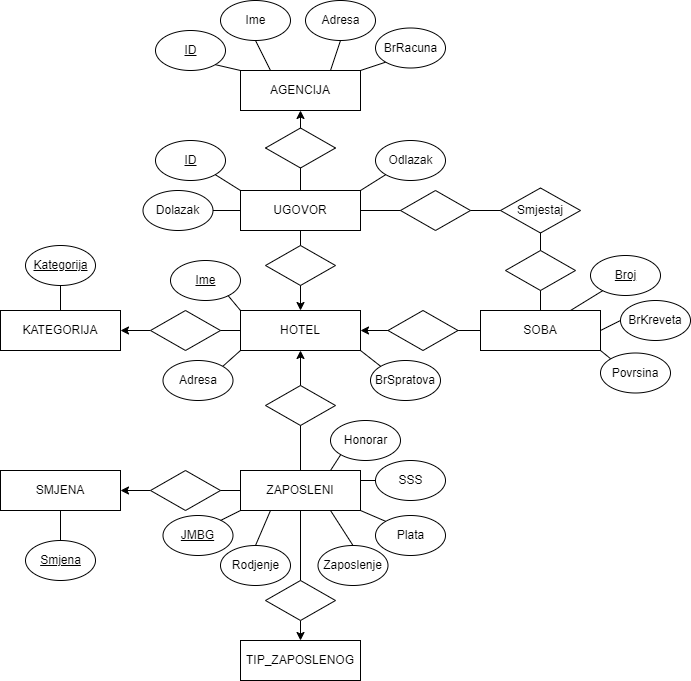 Ime
Adresa
ID
BrRacuna
AGENCIJA
ID
Odlazak
Dolazak
UGOVOR
Smjestaj
Kategorija
Ime
Broj
BrKreveta
KATEGORIJA
HOTEL
SOBA
Adresa
BrSpratova
Povrsina
Honorar
SSS
SMJENA
ZAPOSLENI
JMBG
Plata
Smjena
Rodjenje
Zaposlenje
TIP_ZAPOSLENOG